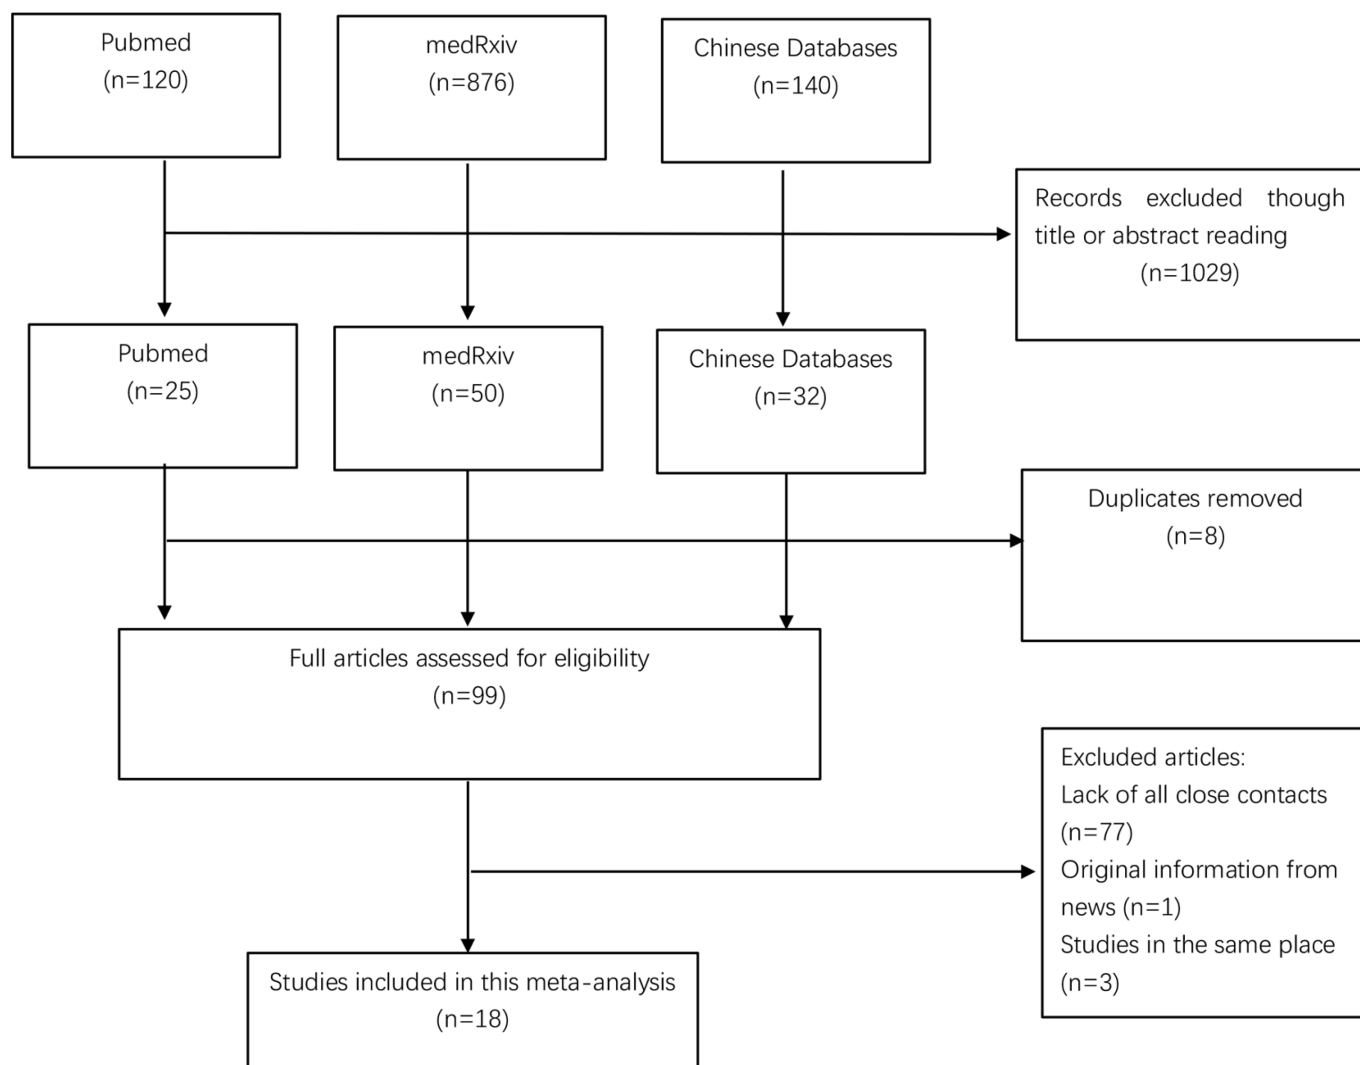 Pubmed
(n=120)
medRxiv
(n=876)
Chinese Databases
(n=140)
Records excluded though
title or abstract reading
(n=1029)
Pubmed
(n=25)
medRxiv
(n=50)
Chinese Databases
(n=32)
Duplicates removed
(n=8)
Full articles assessed for eligibility
(n=99)
Excluded articles:
Lack of all close contacts
(n=77)
Original information from
news (n=1)
Studies in the same place
(n=3)
Studies included in this meta-analysis
(n=18)